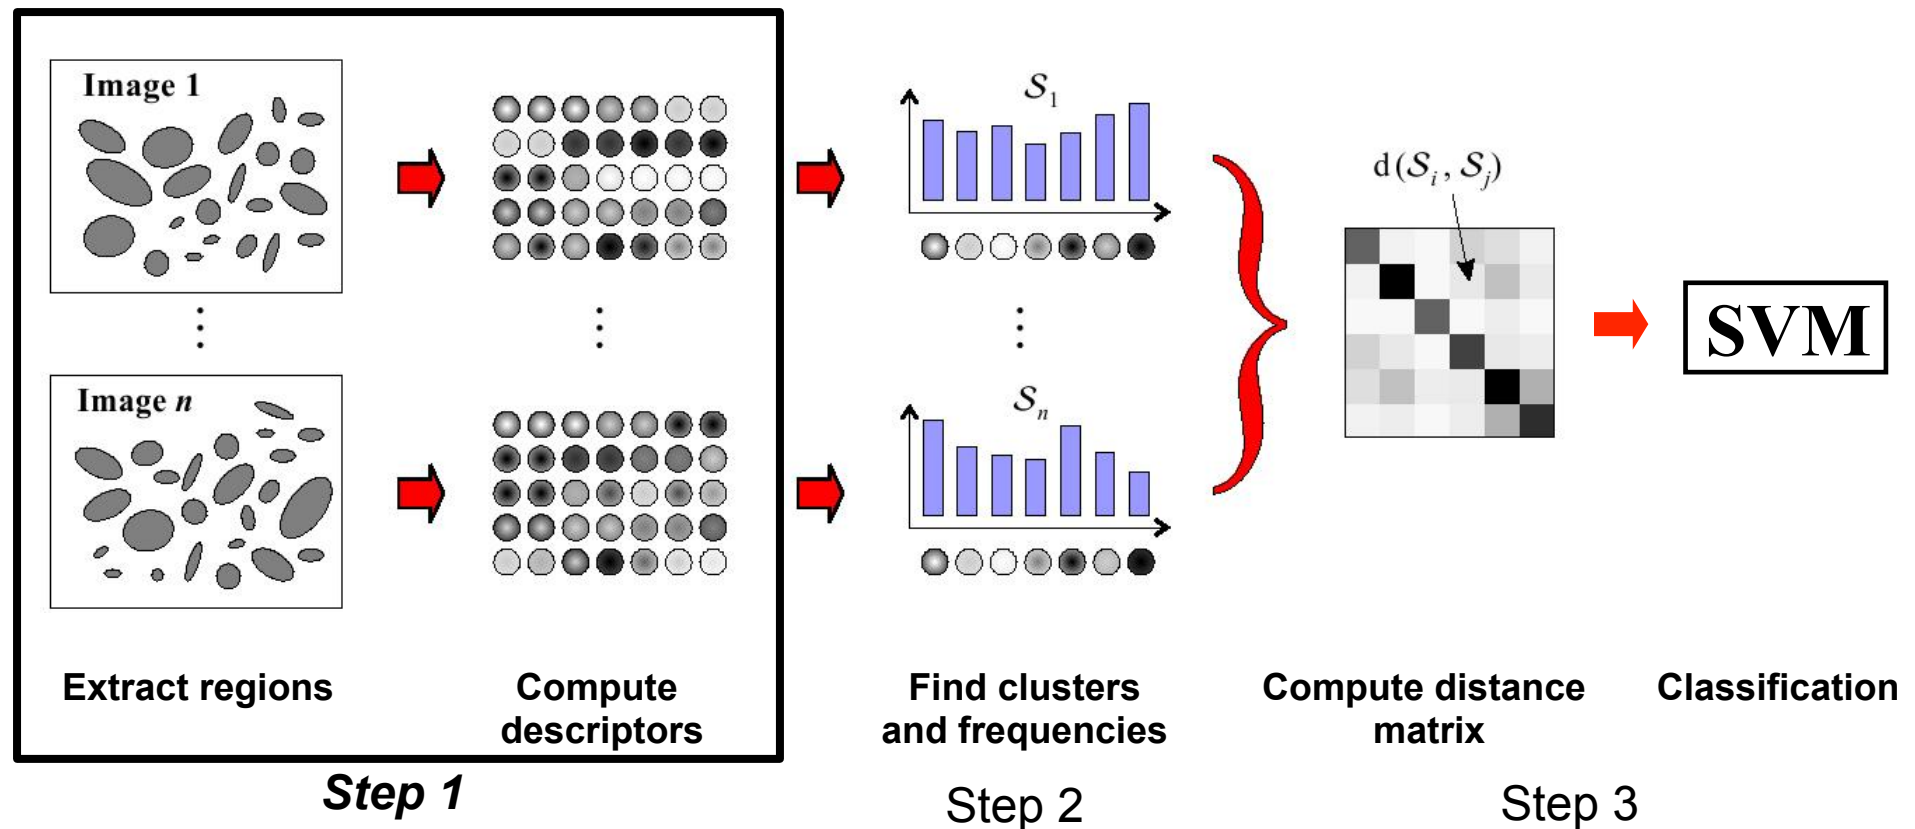 Image 1
S1
d(Si, Sj)
SVM
Image n
Sn
Extract regions
Compute
descriptors
Find clusters
and frequencies
Compute distance
matrix
Classification
Step 1
Step 2
Step 3